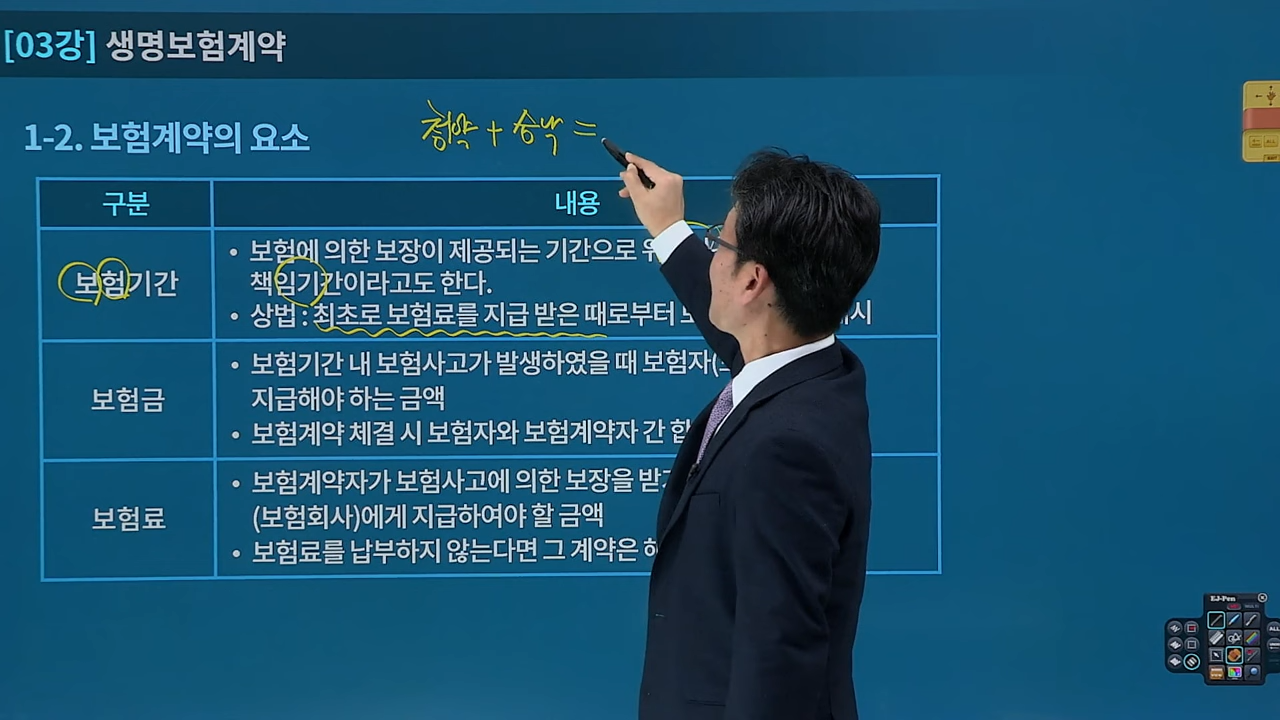 [03강] 생명보험계약
청약 + 승낙 =
1-2. 보험계약의 요소
구분
내용
보험기간
• 보험에 의한 보장이 제공되는 기간으로
책임기간이라고도 한다.
• 상법 : 최초로 보험료를 지급 받은 때로부터
보험금
• 보험기간 내 보험사고가 발생하였을 때 보험자(
지급해야 하는 금액
• 보험계약 체결 시 보험자와 보험계약자 간
보험료
• 보험계약자가 보험사고에 의한 보장을
(보험회사)에게 지급하여야 할 금액
• 보험료를 납부하지 않는다면 그 계약은
EJ-Pen
ALL